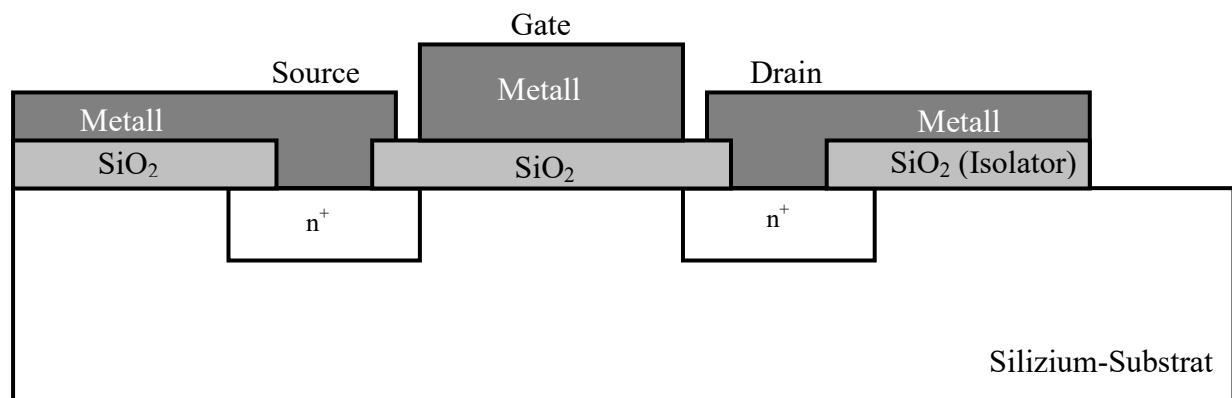 Gate
Source
Drain
Metall
Metall
Metall
SiO₂
SiO₂
SiO₂ (Isolator)
n⁺
n⁺
Silizium-Substrat